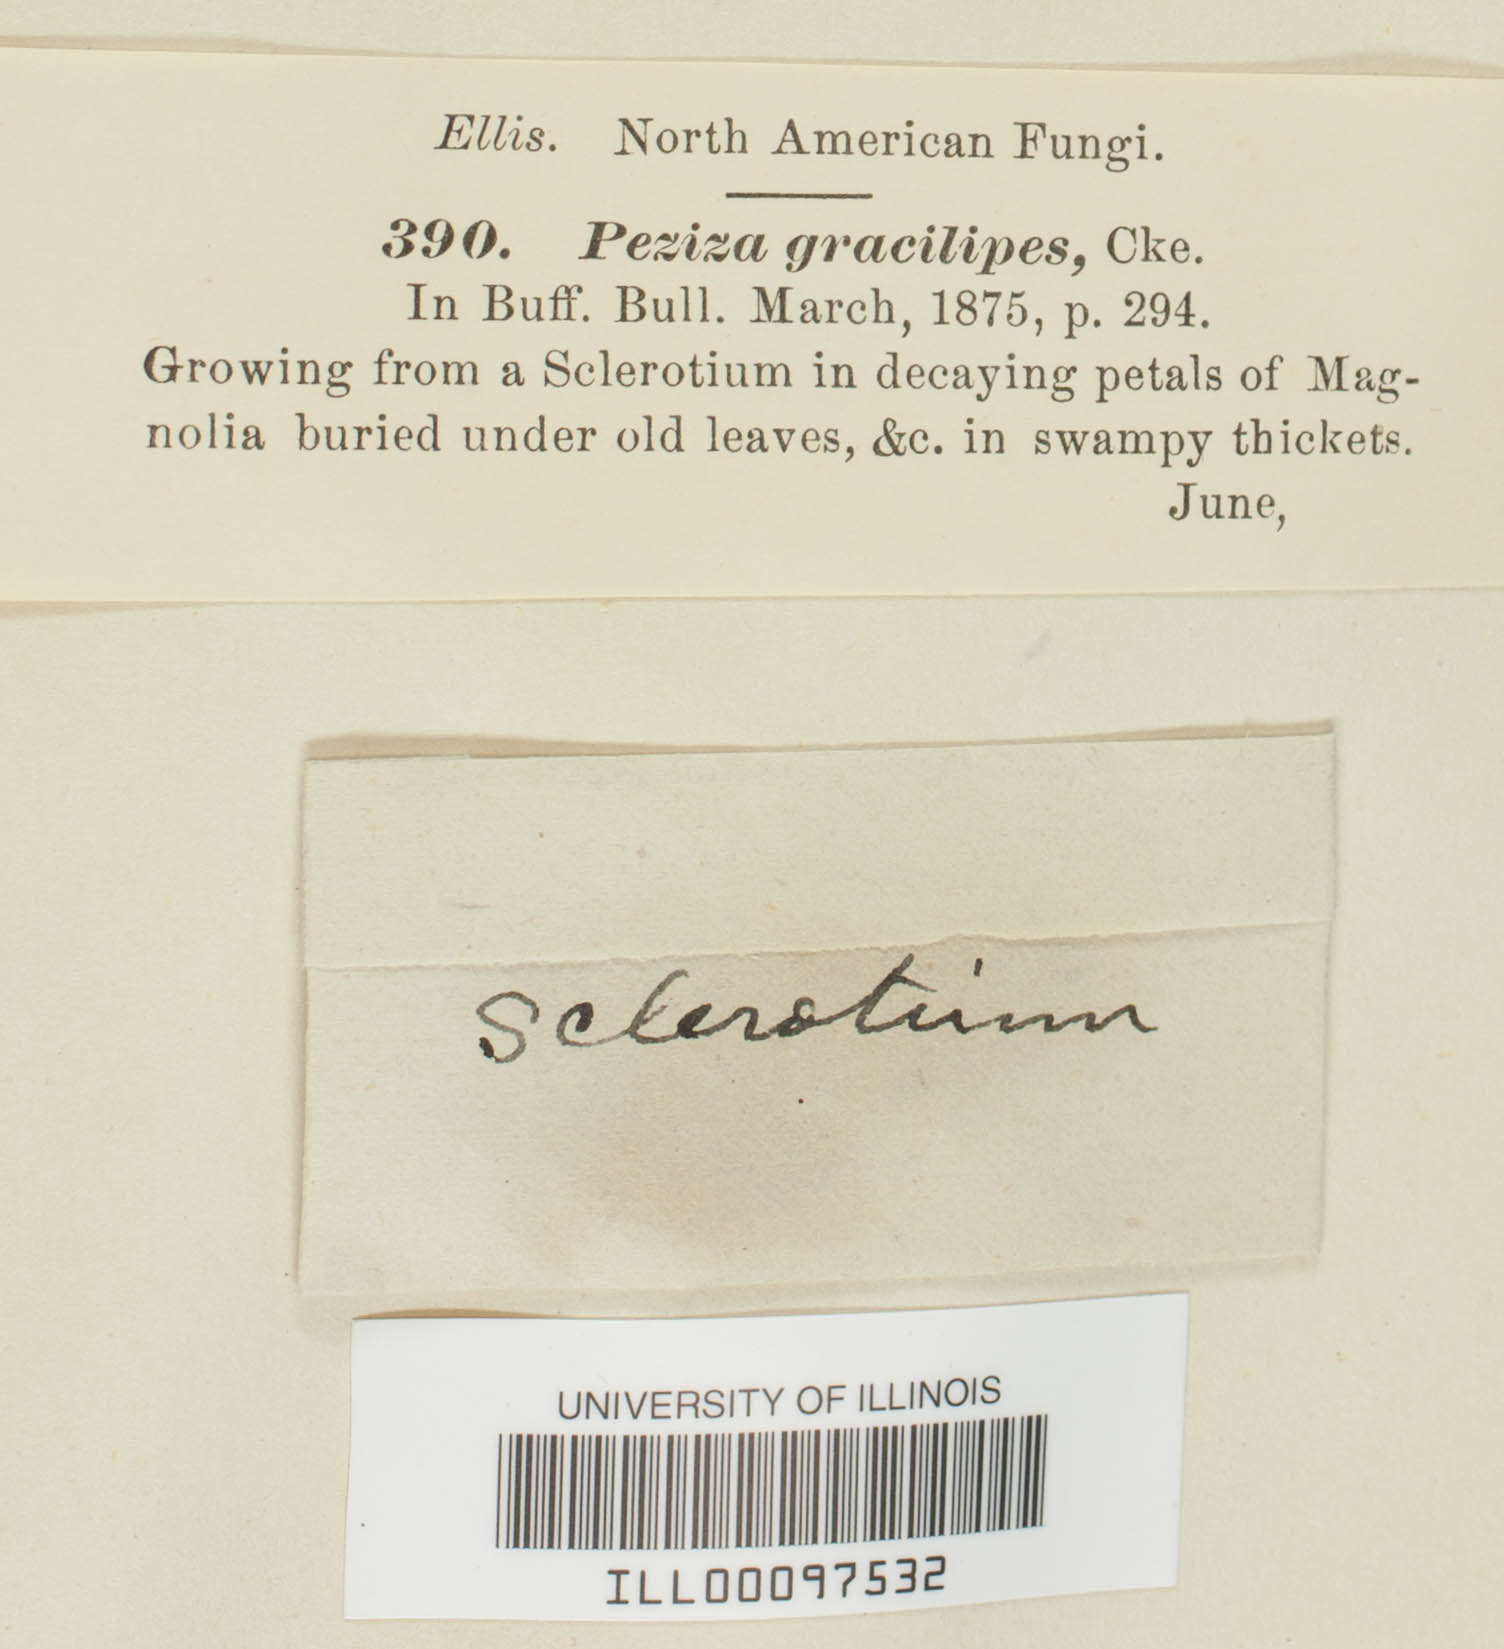 Ellis. North American Fungi.
390. Peziza gracilipes, Cke.
In Buff. Bull. March, 1875, p. 294.
Growing from a Sclerotium in decaying petals of Mag-
nolia buried under old leaves, &c. in swampy thickets.
June,
Sclerotium
UNIVERSITY OF ILLINOIS
ILL00097532